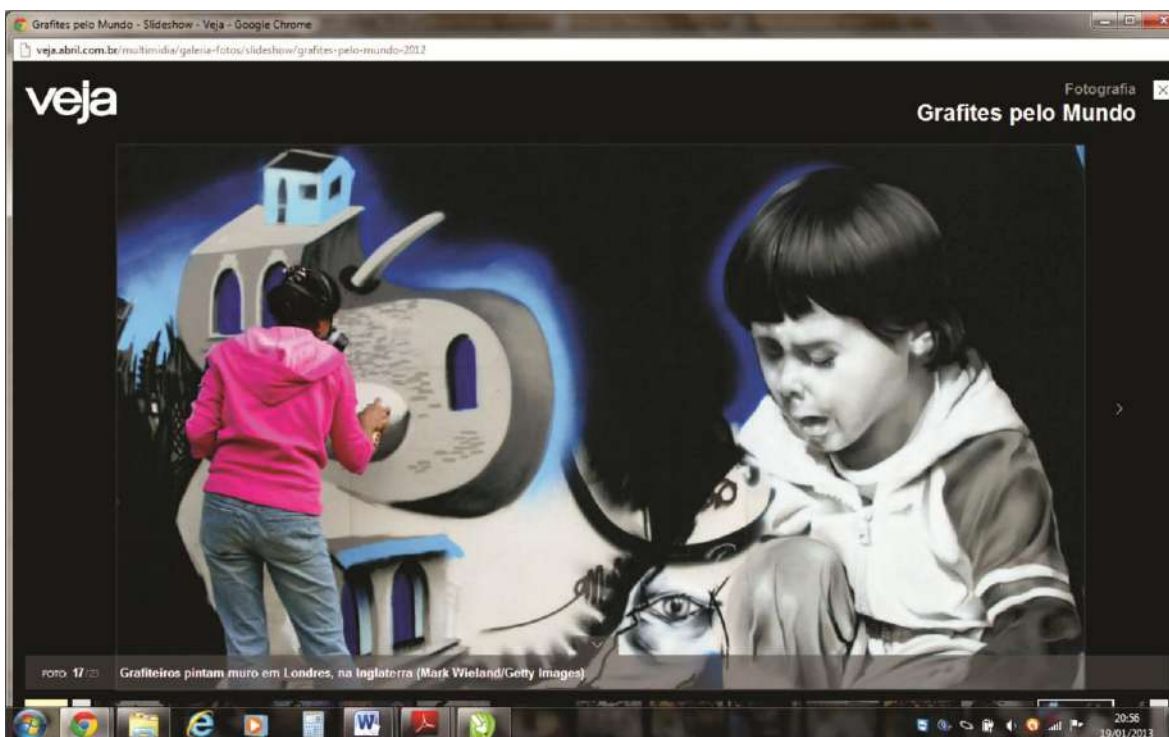 Grafites pelo Mundo - Slideshow - Veja - Google Chrome
veja.abril.com.br/multimidia/galeria-fotos/slideshow/grafites-pelo-mundo-2012
veja
Fotografia
Grafites pelo Mundo
FOTO 17/23
Grafiteiros pintam muro em Londres, na Inglaterra (Mark Wieland/Getty Images)
20:56
19/01/2013